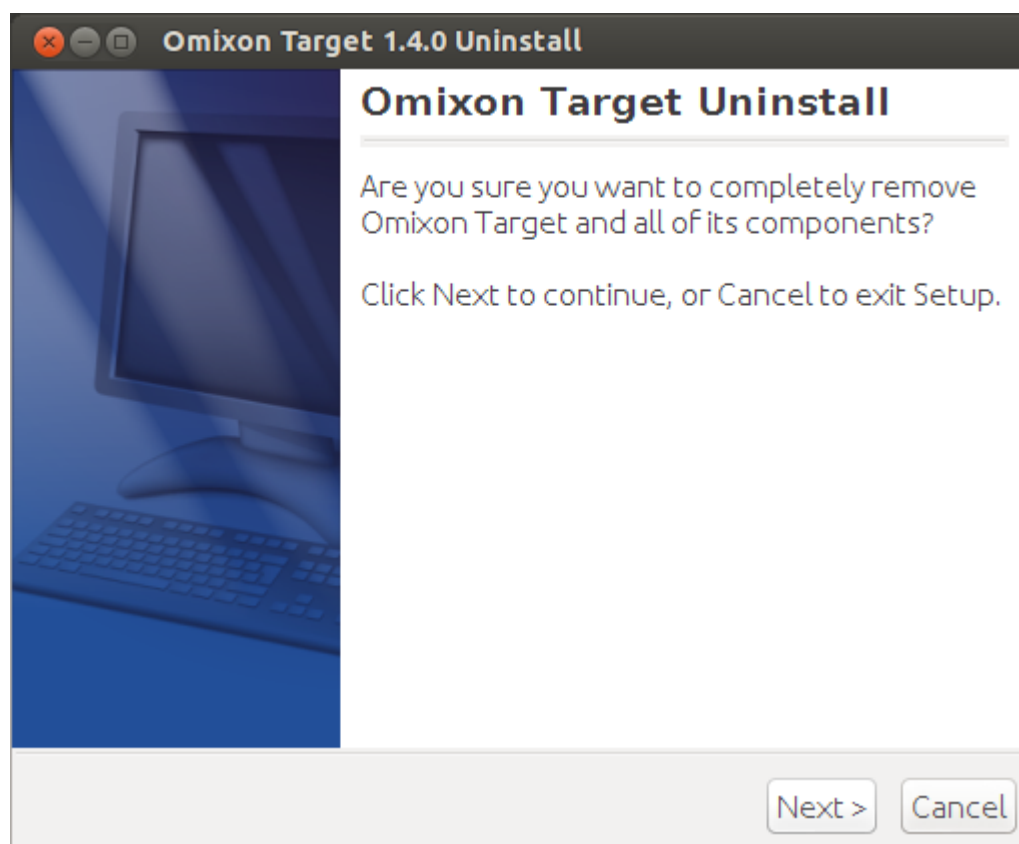 Omixon Target 1.4.0 Uninstall
Omixon Target Uninstall
Are you sure you want to completely remove
Omixon Target and all of its components?
Click Next to continue, or Cancel to exit Setup.
Next >
Cancel